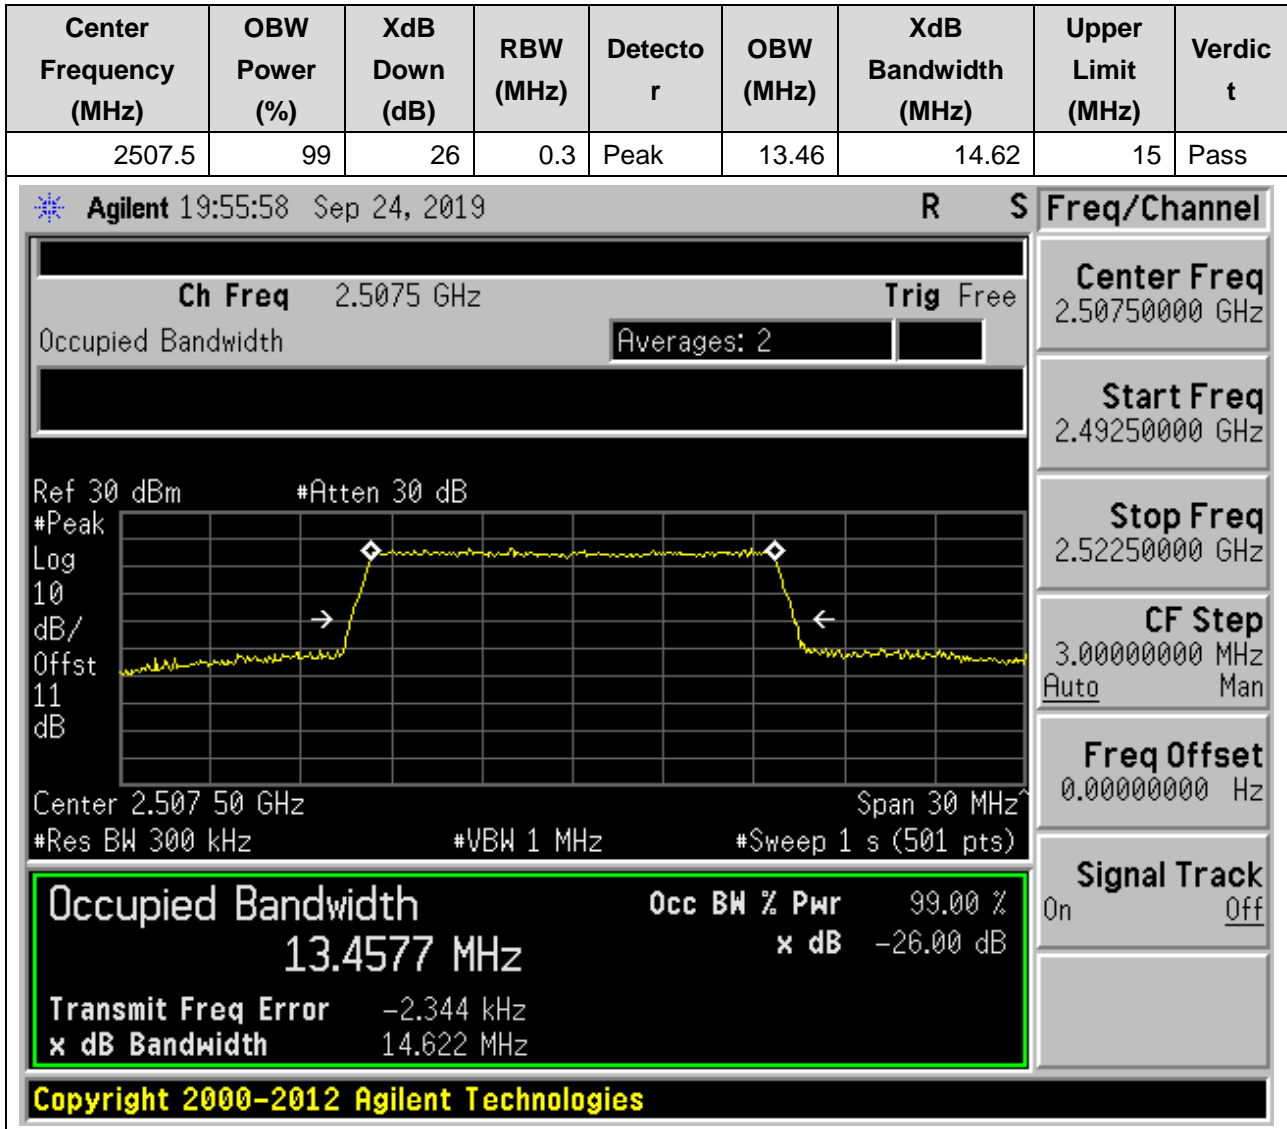 Center Frequency (MHz) OBW Power (%) XdB Down (dB) RBW (MHz) Detecto r OBW (MHz) XdB Bandwidth (MHz) Upper Limit (MHz) Verdic t
2507.5 99 26 0.3 Peak 13.46 14.62 15 Pass
Agilent 19:55:58 Sep 24, 2019 R S
Ch Freq 2.5075 GHz Trig Free
Occupied Bandwidth Averages: 2
Ref 30 dBm #Atten 30 dB
#Peak
Log
10
dB/
Offst
11
dB
Center 2.507 50 GHz Span 30 MHz^
#Res BW 300 kHz #VBW 1 MHz #Sweep 1 s (501 pts)
Occupied Bandwidth Occ BW % Pwr 99.00 %
13.4577 MHz x dB -26.00 dB
Transmit Freq Error -2.344 kHz
x dB Bandwidth 14.622 MHz
Copyright 2000-2012 Agilent Technologies
Freq/Channel
Center Freq
2.50750000 GHz
Start Freq
2.49250000 GHz
Stop Freq
2.52250000 GHz
CF Step
3.00000000 MHz
Auto Man
Freq Offset
0.00000000 Hz
Signal Track
On Off